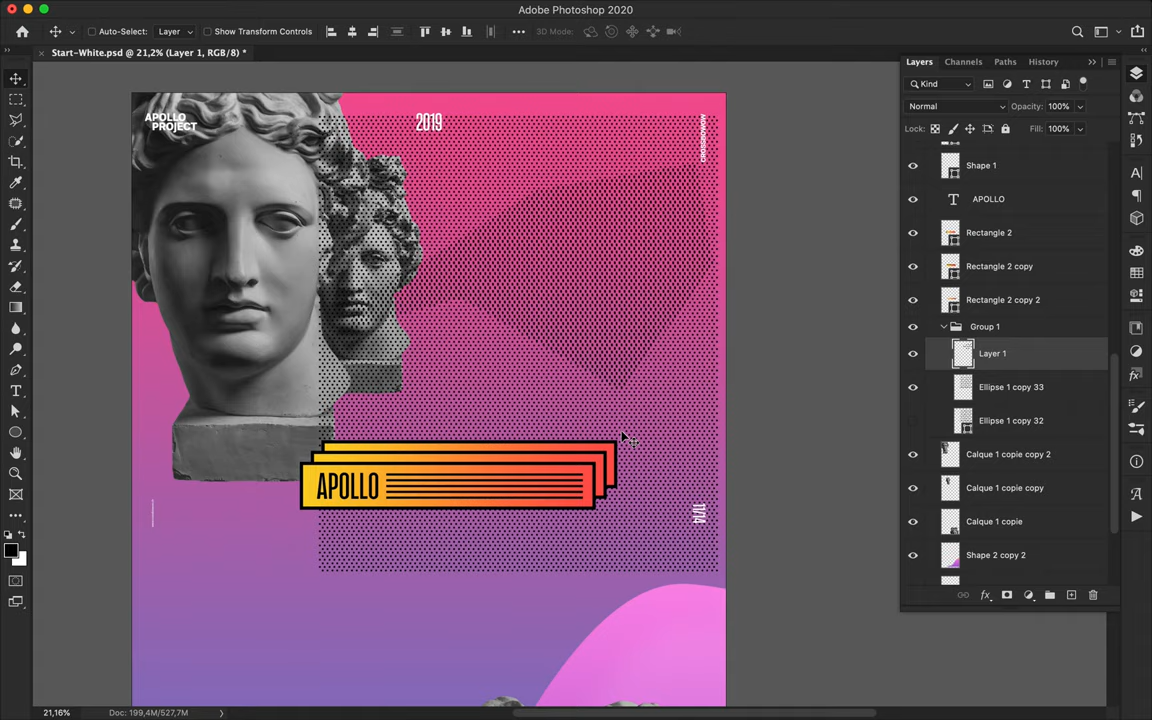 Adobe Photoshop 2020
Auto-Select:
Layer
Show Transform Controls
3D Mode:
Start-White.psd @ 21,2% (Layer 1, RGB/8) *
Layers
Channels
Paths
History
Kind
Normal
Opacity:
100%
Lock:
Fill:
100%
Shape 1
APOLLO
Rectangle 2
Rectangle 2 copy
Rectangle 2 copy 2
Group 1
Layer 1
Ellipse 1 copy 33
Ellipse 1 copy 32
Calque 1 copie copy 2
Calque 1 copie copy
Calque 1 copie
Shape 2 copy 2
APOLLO
PROJECT
2019
CROSSGROWOW
APOLLO
11/14
21,16%
Doc: 199,4M/527,7M